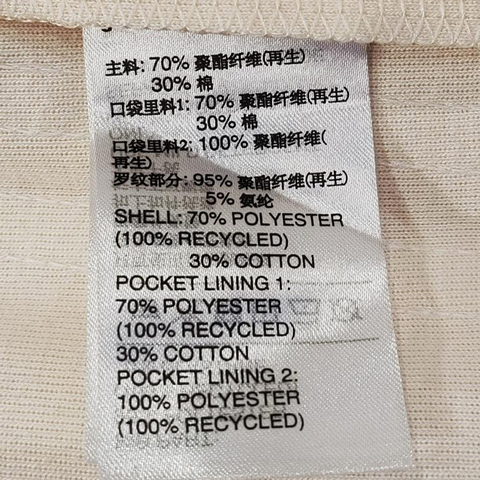 主料: 70% 聚酯纤维(再生)
30% 棉
口袋里料1: 70% 聚酯纤维(再生)
30% 棉
口袋里料2: 100% 聚酯纤维(
再生)
罗纹部分: 95% 聚酯纤维(再生)
5% 氨纶
SHELL: 70% POLYESTER
(100% RECYCLED)
30% COTTON
POCKET LINING 1:
70% POLYESTER
(100% RECYCLED)
30% COTTON
POCKET LINING 2:
100% POLYESTER
(100% RECYCLED)